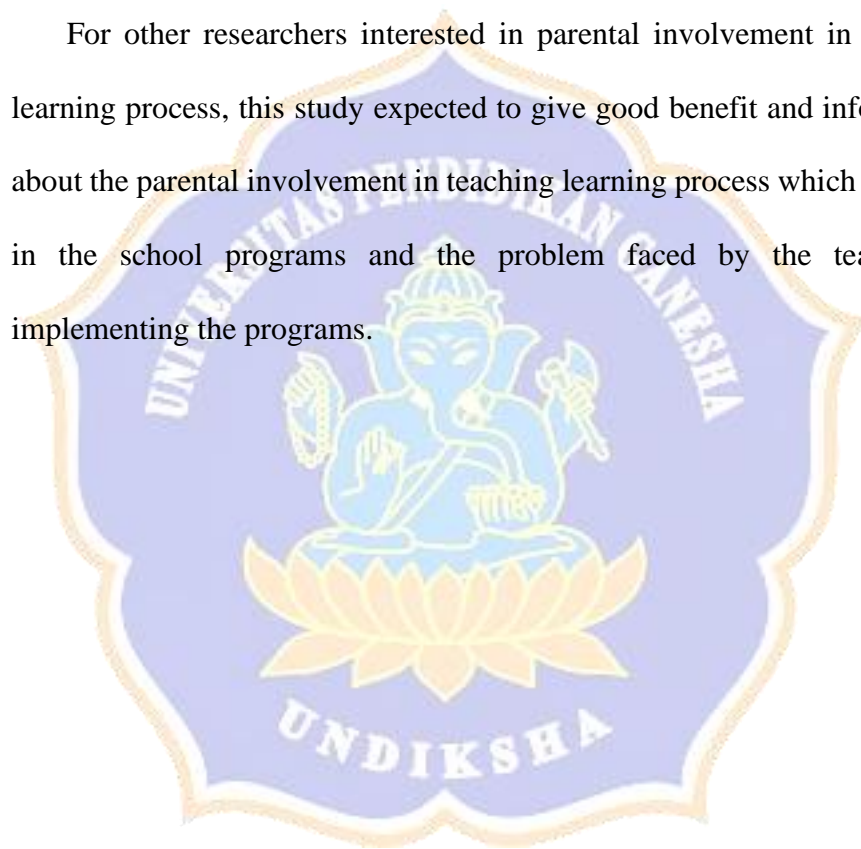 For other researchers interested in parental involvement in
learning process, this study expected to give good benefit and info
about the parental involvement in teaching learning process which
in the school programs and the problem faced by the tea
implementing the programs.
UNIVERSITAS PENDIDIKAN GANESHA
UNDIKSHA